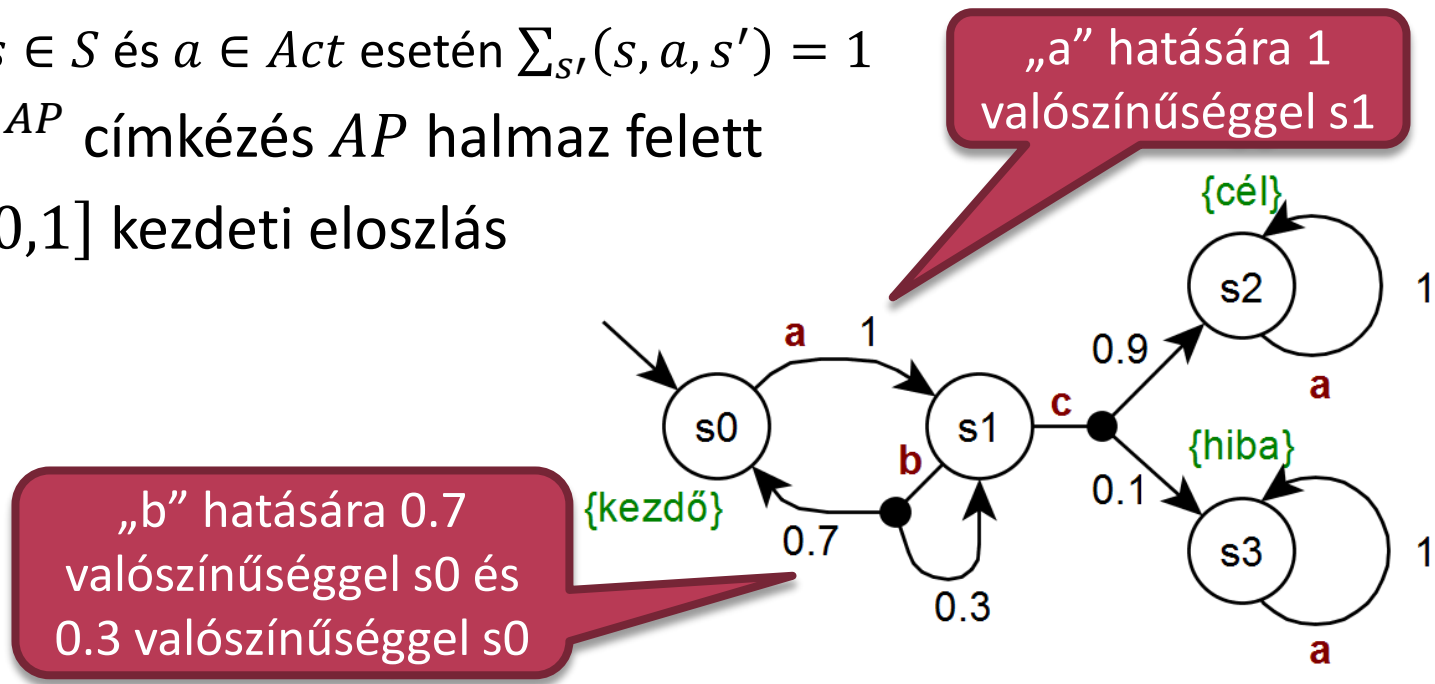 s ∈ S és a ∈ Act esetén ∑ₛ′(s, a, s′) = 1
AP címkézés AP halmaz felett
0,1] kezdeti eloszlás
„a” hatására 1
valószínűséggel s1
{cél}
s2
1
a
a 1
0.9
s0
s1
c
{hiba}
b
0.1
{kezdő}
0.7
s3
1
0.3
a
„b” hatására 0.7
valószínűséggel s0 és
0.3 valószínűséggel s0